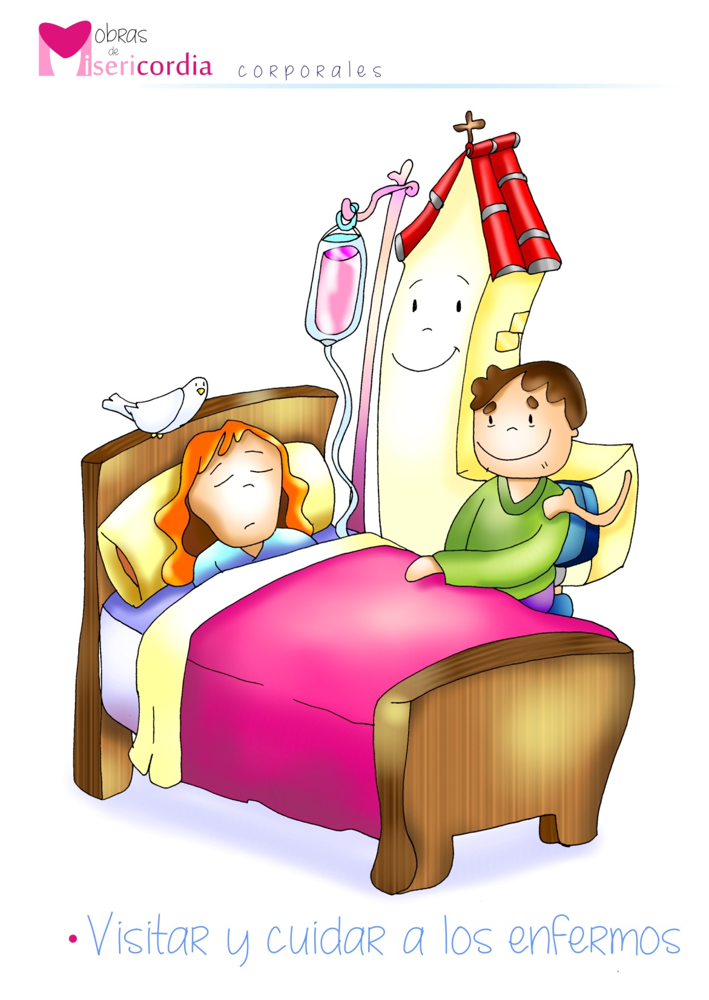 obras
de
Misericordia corporales
• Visitar y cuidar a los enfermos